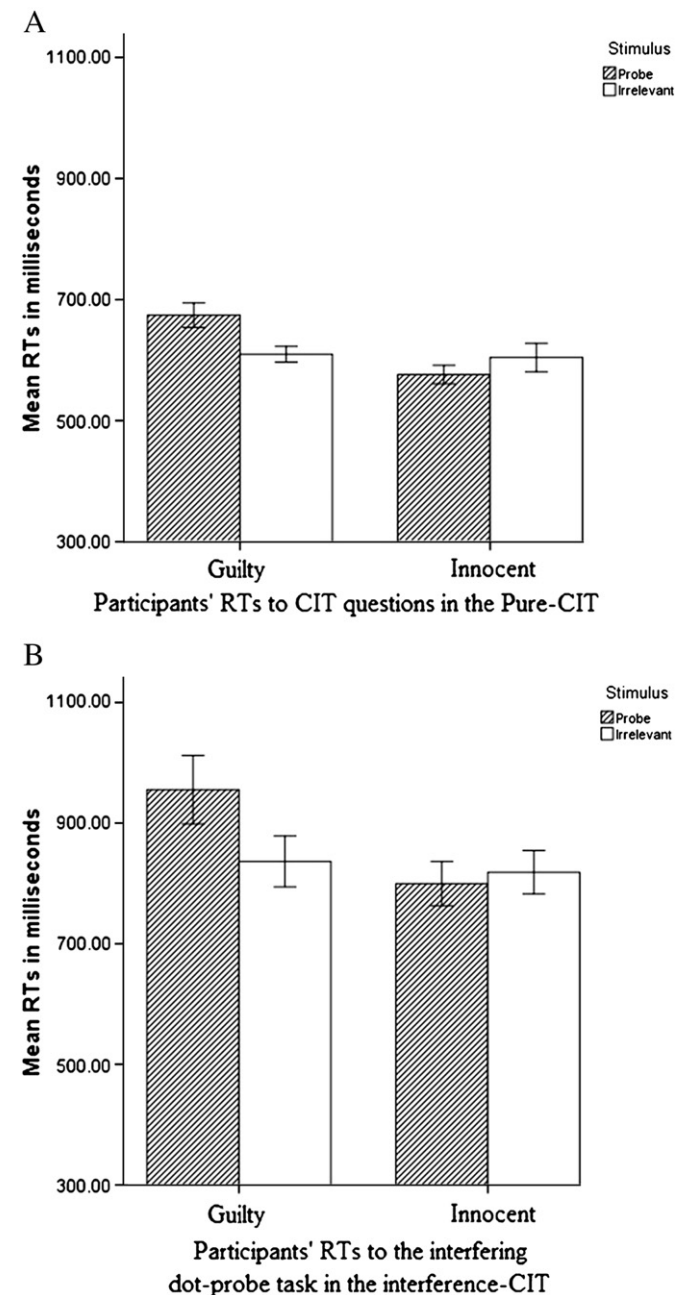 A
1100.00
900.00
700.00
500.00
300.00
Mean RTs in milliseconds
Stimulus
Probe
Irrelevant
Guilty
Innocent
Participants' RTs to CIT questions in the Pure-CIT
B
1100.00
900.00
700.00
500.00
300.00
Mean RTs in milliseconds
Stimulus
Probe
Irrelevant
Guilty
Innocent
Participants' RTs to the interfering
dot-probe task in the interference-CIT